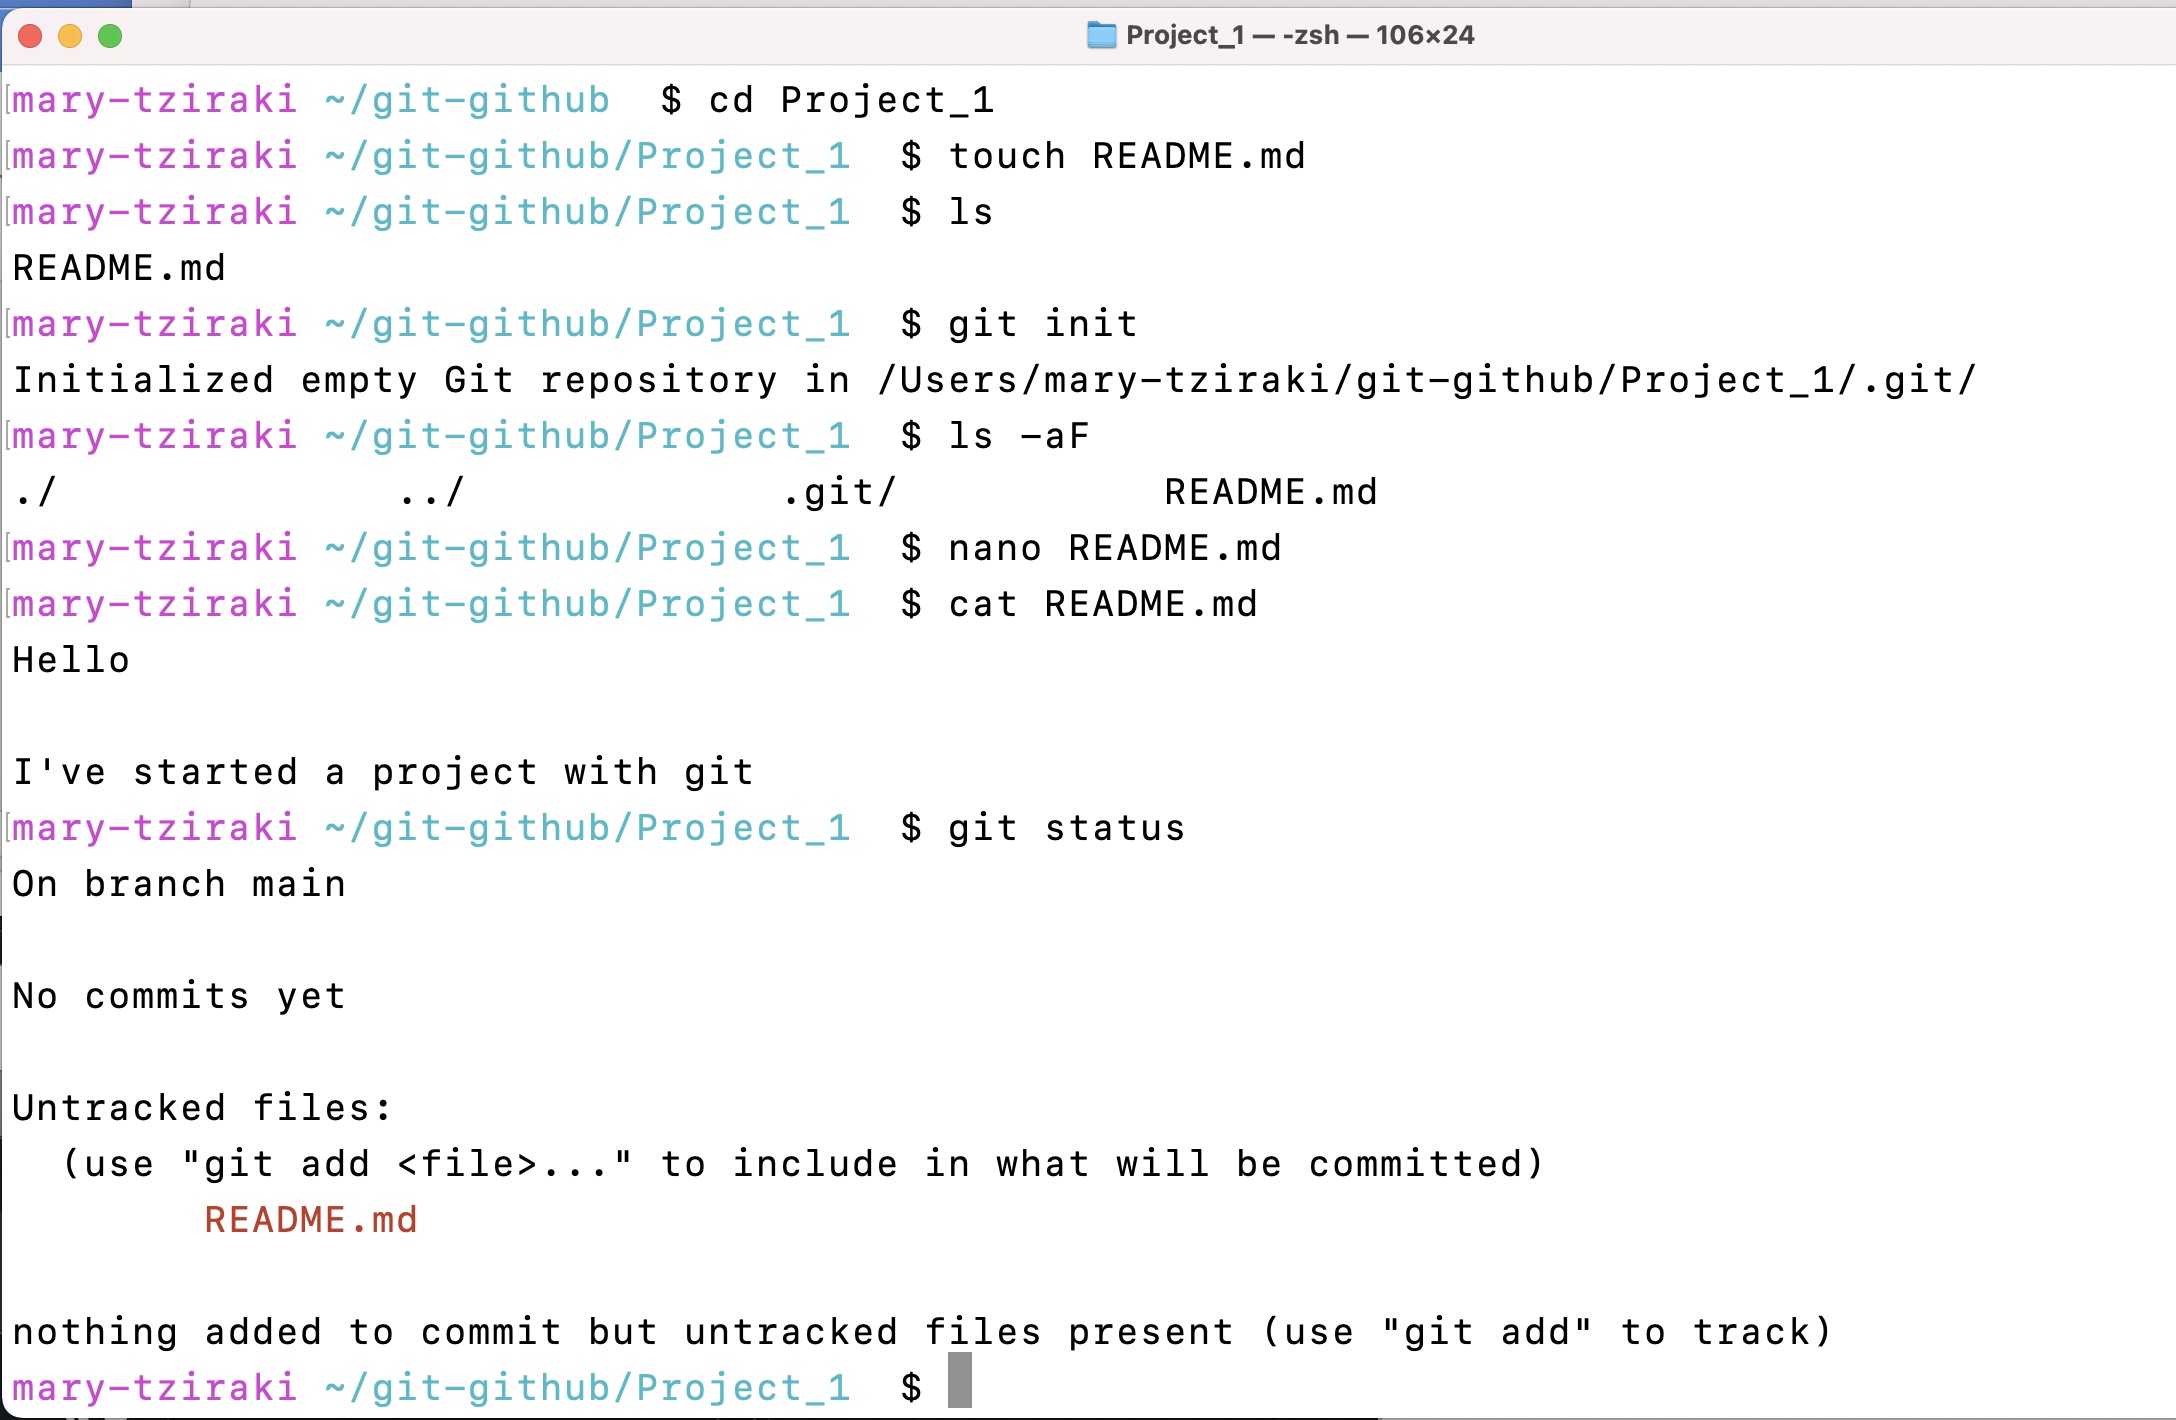 Project_1 — -zsh — 106×24
mary-tziraki ~/git-github  $ cd Project_1
mary-tziraki ~/git-github/Project_1  $ touch README.md
mary-tziraki ~/git-github/Project_1  $ ls
README.md
mary-tziraki ~/git-github/Project_1  $ git init
Initialized empty Git repository in /Users/mary-tziraki/git-github/Project_1/.git/
mary-tziraki ~/git-github/Project_1  $ ls -aF
./              ../             .git/           README.md
mary-tziraki ~/git-github/Project_1  $ nano README.md
mary-tziraki ~/git-github/Project_1  $ cat README.md
Hello
I've started a project with git
mary-tziraki ~/git-github/Project_1  $ git status
On branch main
No commits yet
Untracked files:
  (use "git add <file>..." to include in what will be committed)
        README.md
nothing added to commit but untracked files present (use "git add" to track)
mary-tziraki ~/git-github/Project_1  $